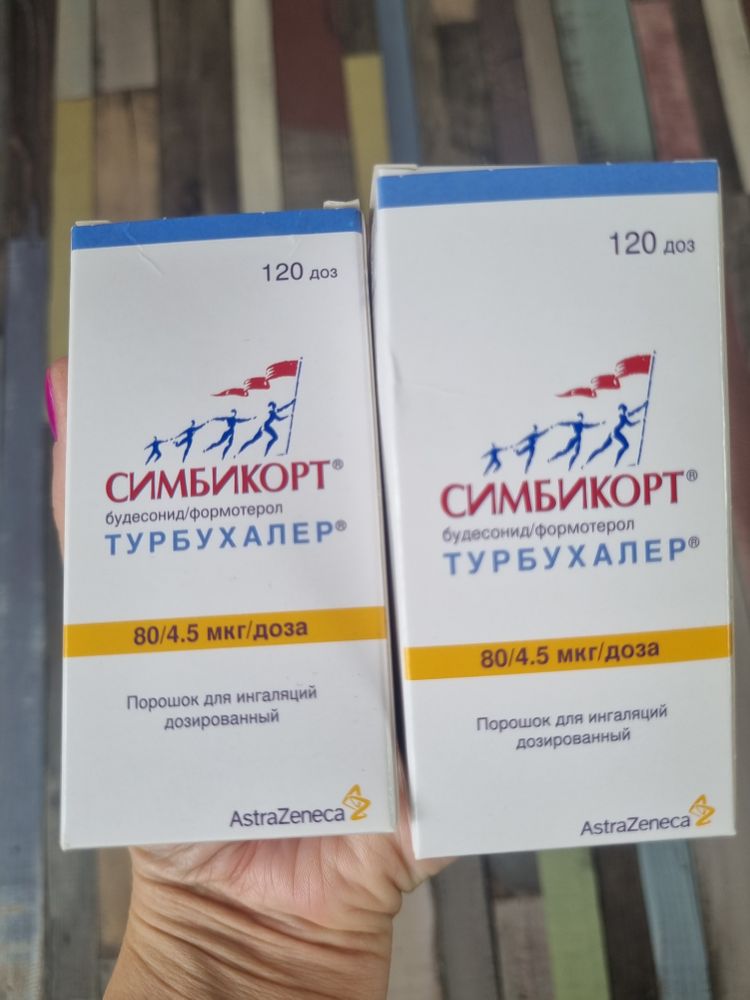 120 доз
СИМБИКОРТ®
будесонид/формотерол
ТУРБУХАЛЕР®
80/4.5 мкг/доза
Порошок для ингаляций
дозированный
AstraZeneca
120 доз
СИМБИКОРТ®
будесонид/формотерол
ТУРБУХАЛЕР®
80/4.5 мкг/доза
Порошок для ингаляций
дозированный
AstraZeneca